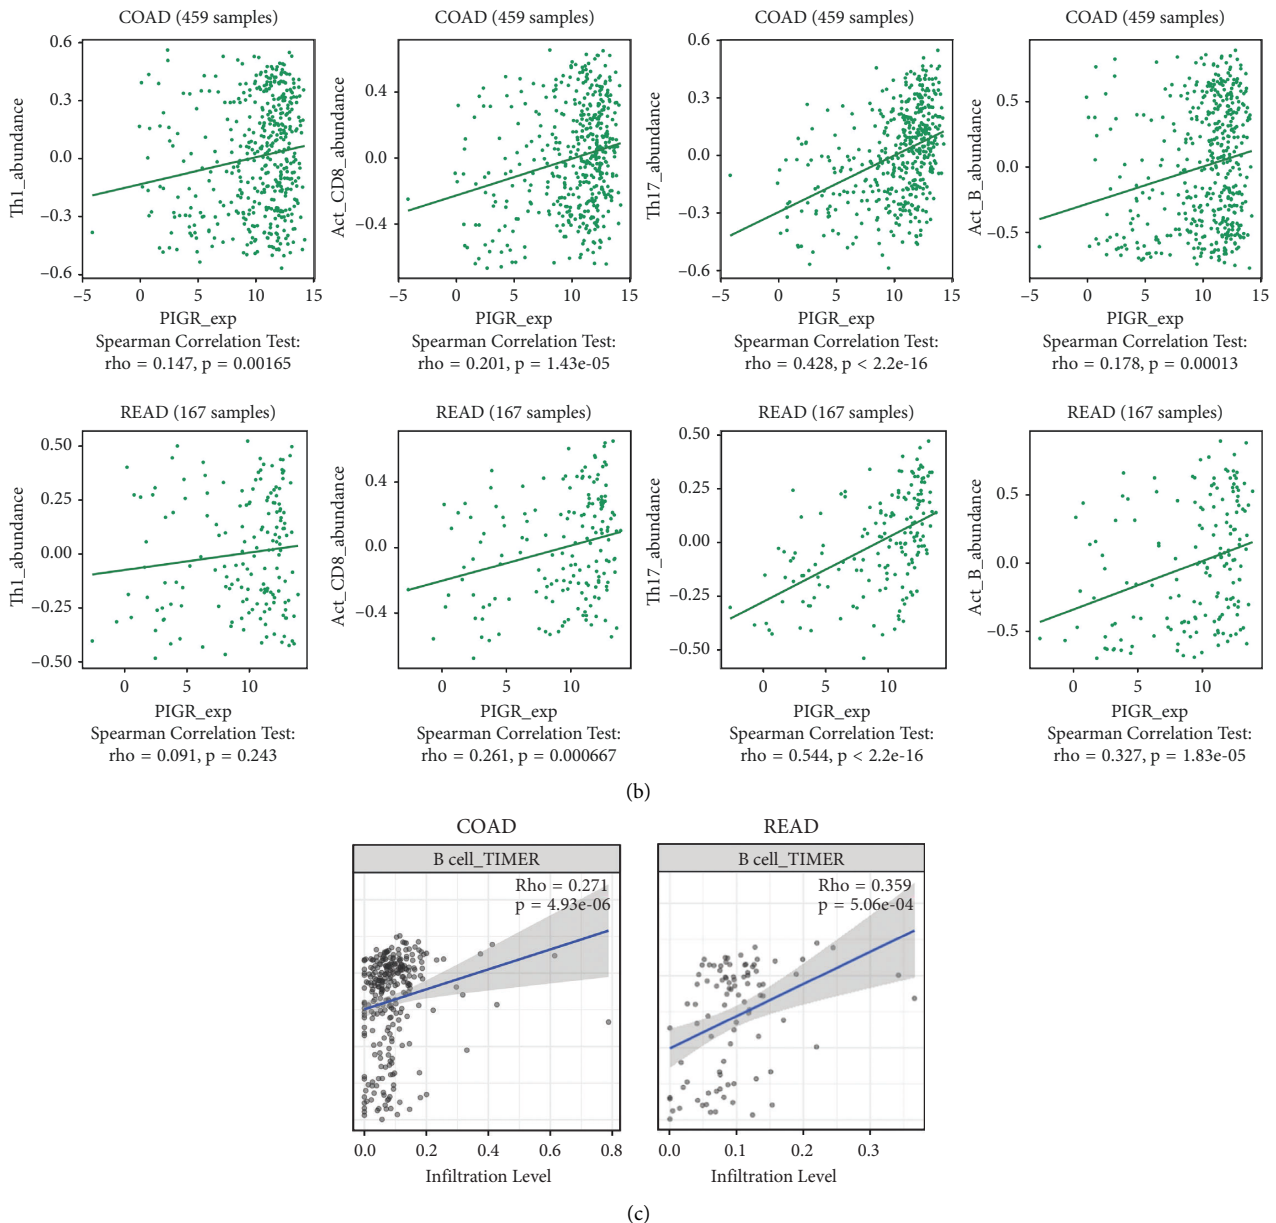 COAD (459 samples)
Th1_abundance
0.6
0.3
0.0
−0.3
−0.6
−5 0 5 10 15
PIGR_exp
Spearman Correlation Test:
rho = 0.147, p = 0.00165
COAD (459 samples)
Act_CD8_abundance
0.4
0.0
−0.4
−5 0 5 10 15
PIGR_exp
Spearman Correlation Test:
rho = 0.201, p = 1.43e-05
COAD (459 samples)
Th17_abundance
0.6
0.3
0.0
−0.3
−0.6
−5 0 5 10 15
PIGR_exp
Spearman Correlation Test:
rho = 0.428, p < 2.2e-16
COAD (459 samples)
Act_B_abundance
0.5
0.0
−0.5
−5 0 5 10 15
PIGR_exp
Spearman Correlation Test:
rho = 0.178, p = 0.00013
READ (167 samples)
Th1_abundance
0.50
0.25
0.00
−0.25
−0.50
0 10
PIGR_exp
Spearman Correlation Test:
rho = 0.091, p = 0.243
READ (167 samples)
Act_CD8_abundance
0.4
0.0
−0.4
0 10
PIGR_exp
Spearman Correlation Test:
rho = 0.261, p = 0.000667
READ (167 samples)
Th17_abundance
0.50
0.25
0.00
−0.25
−0.50
0 10
PIGR_exp
Spearman Correlation Test:
rho = 0.544, p < 2.2e-16
READ (167 samples)
Act_B_abundance
0.5
0.0
−0.5
0 10
PIGR_exp
Spearman Correlation Test:
rho = 0.327, p = 1.83e-05
(b)
COAD
B cell_TIMER
Rho = 0.271
p = 4.93e-06
0.0 0.2 0.4 0.6 0.8
Infiltration Level
READ
B cell_TIMER
Rho = 0.359
p = 5.06e-04
0.0 0.1 0.2 0.3
Infiltration Level
(c)